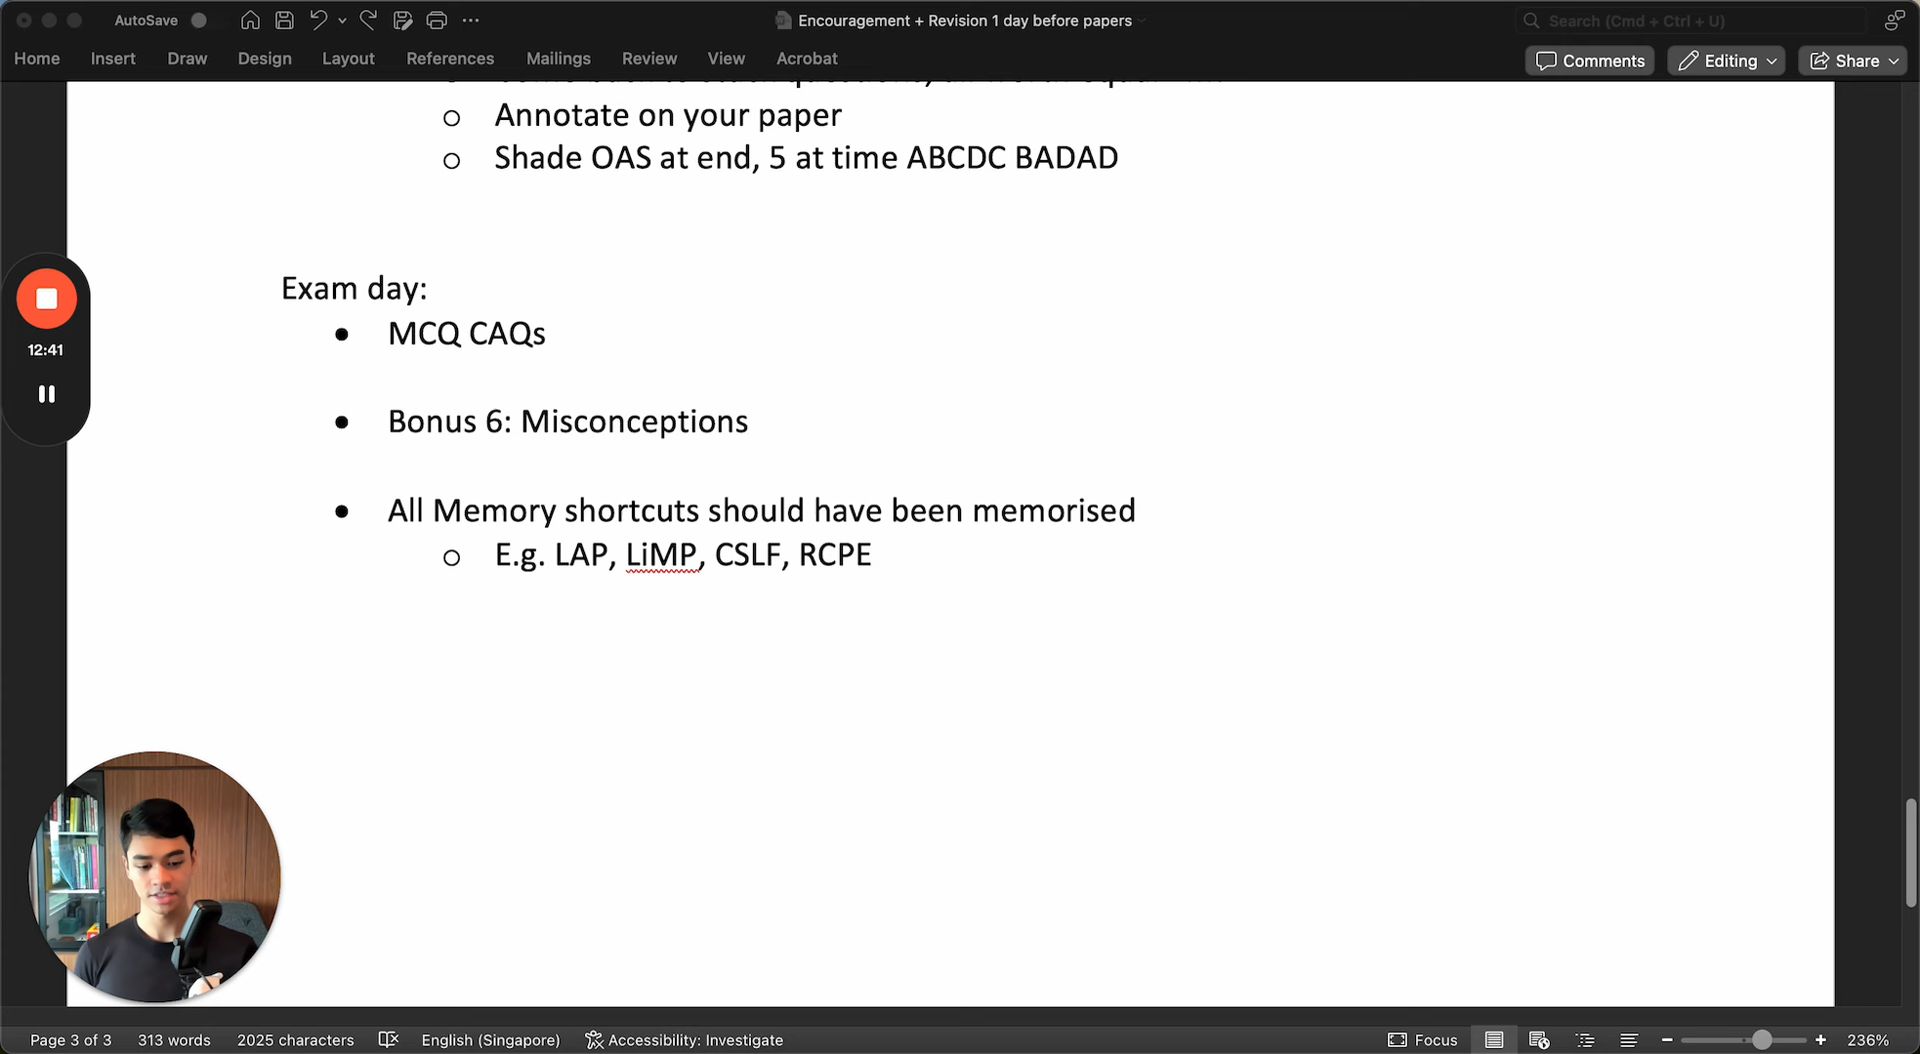 AutoSave
Encouragement + Revision 1 day before papers
Search (Cmd + Ctrl + U)
Home Insert Draw Design Layout References Mailings Review View Acrobat
Comments Editing Share
Annotate on your paper
Shade OAS at end, 5 at time ABCDC BADAD
Exam day:
MCQ CAQs
12:41
Bonus 6: Misconceptions
All Memory shortcuts should have been memorised
E.g. LAP, LiMP, CSLF, RCPE
Page 3 of 3 313 words 2025 characters English (Singapore) Accessibility: Investigate Focus 236%